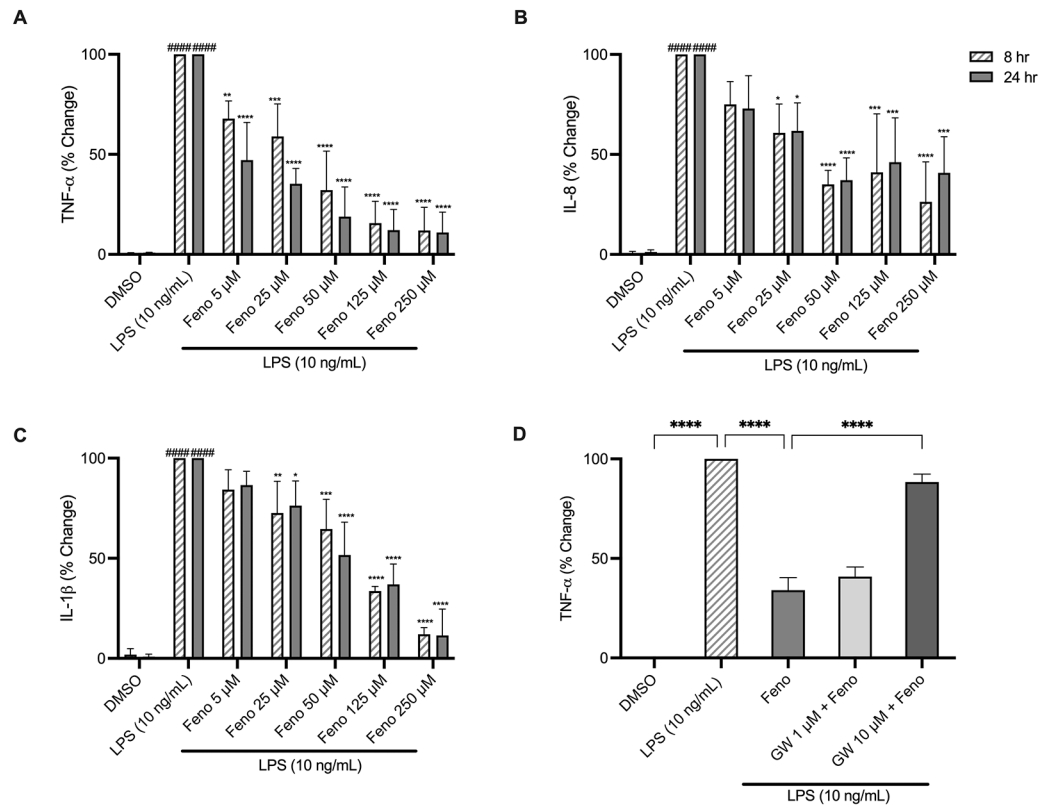 A
TNF-α (% Change)
100
50
0
#### ####
** **** *** **** **** **** **** **** **** ****
DMSO
LPS (10 ng/mL)
Feno 5 µM
Feno 25 µM
Feno 50 µM
Feno 125 µM
Feno 250 µM
LPS (10 ng/mL)
B
IL-8 (% Change)
100
50
0
#### ####
* * **** **** *** *** **** ***
DMSO
LPS (10 ng/mL)
Feno 5 µM
Feno 25 µM
Feno 50 µM
Feno 125 µM
Feno 250 µM
LPS (10 ng/mL)
8 hr
24 hr
C
IL-1β (% Change)
100
50
0
#### ####
** * *** **** **** **** **** ****
DMSO
LPS (10 ng/mL)
Feno 5 µM
Feno 25 µM
Feno 50 µM
Feno 125 µM
Feno 250 µM
LPS (10 ng/mL)
D
TNF-α (% Change)
100
50
0
**** **** ****
DMSO
LPS (10 ng/mL)
Feno
GW 1 µM + Feno
GW 10 µM + Feno
LPS (10 ng/mL)